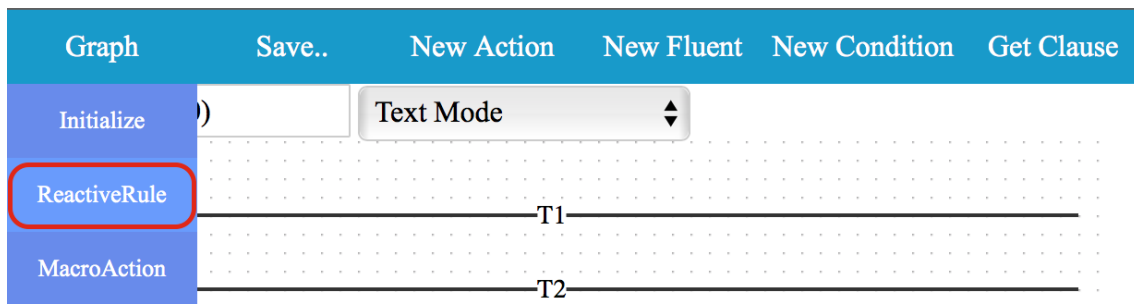 Graph Save.. New Action New Fluent New Condition Get Clause
Initialize ) Text Mode
ReactiveRule
T1
MacroAction
T2